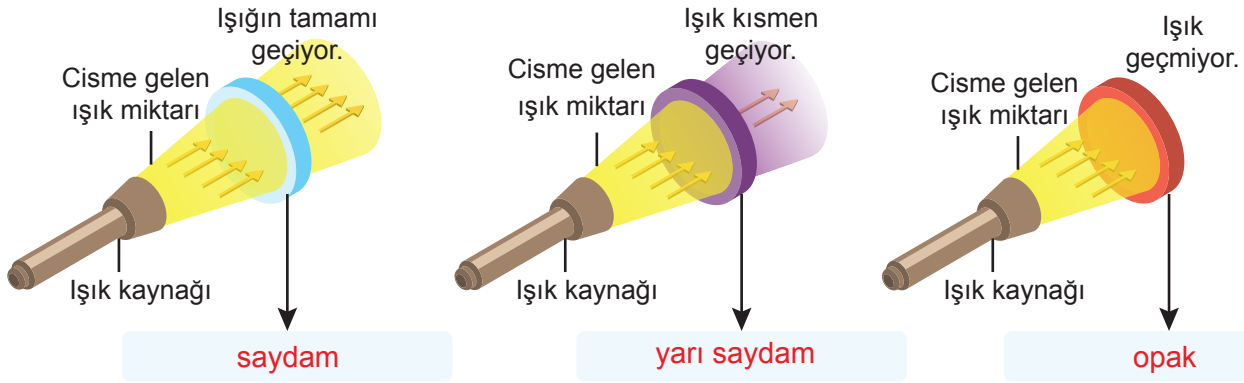 Işığın tamamı
geçiyor.
Cisme gelen
ışık miktarı
Işık kaynağı
saydam
Işık kısmen
geçiyor.
Cisme gelen
ışık miktarı
Işık kaynağı
yarı saydam
Işık
geçmiyor.
Cisme gelen
ışık miktarı
Işık kaynağı
opak